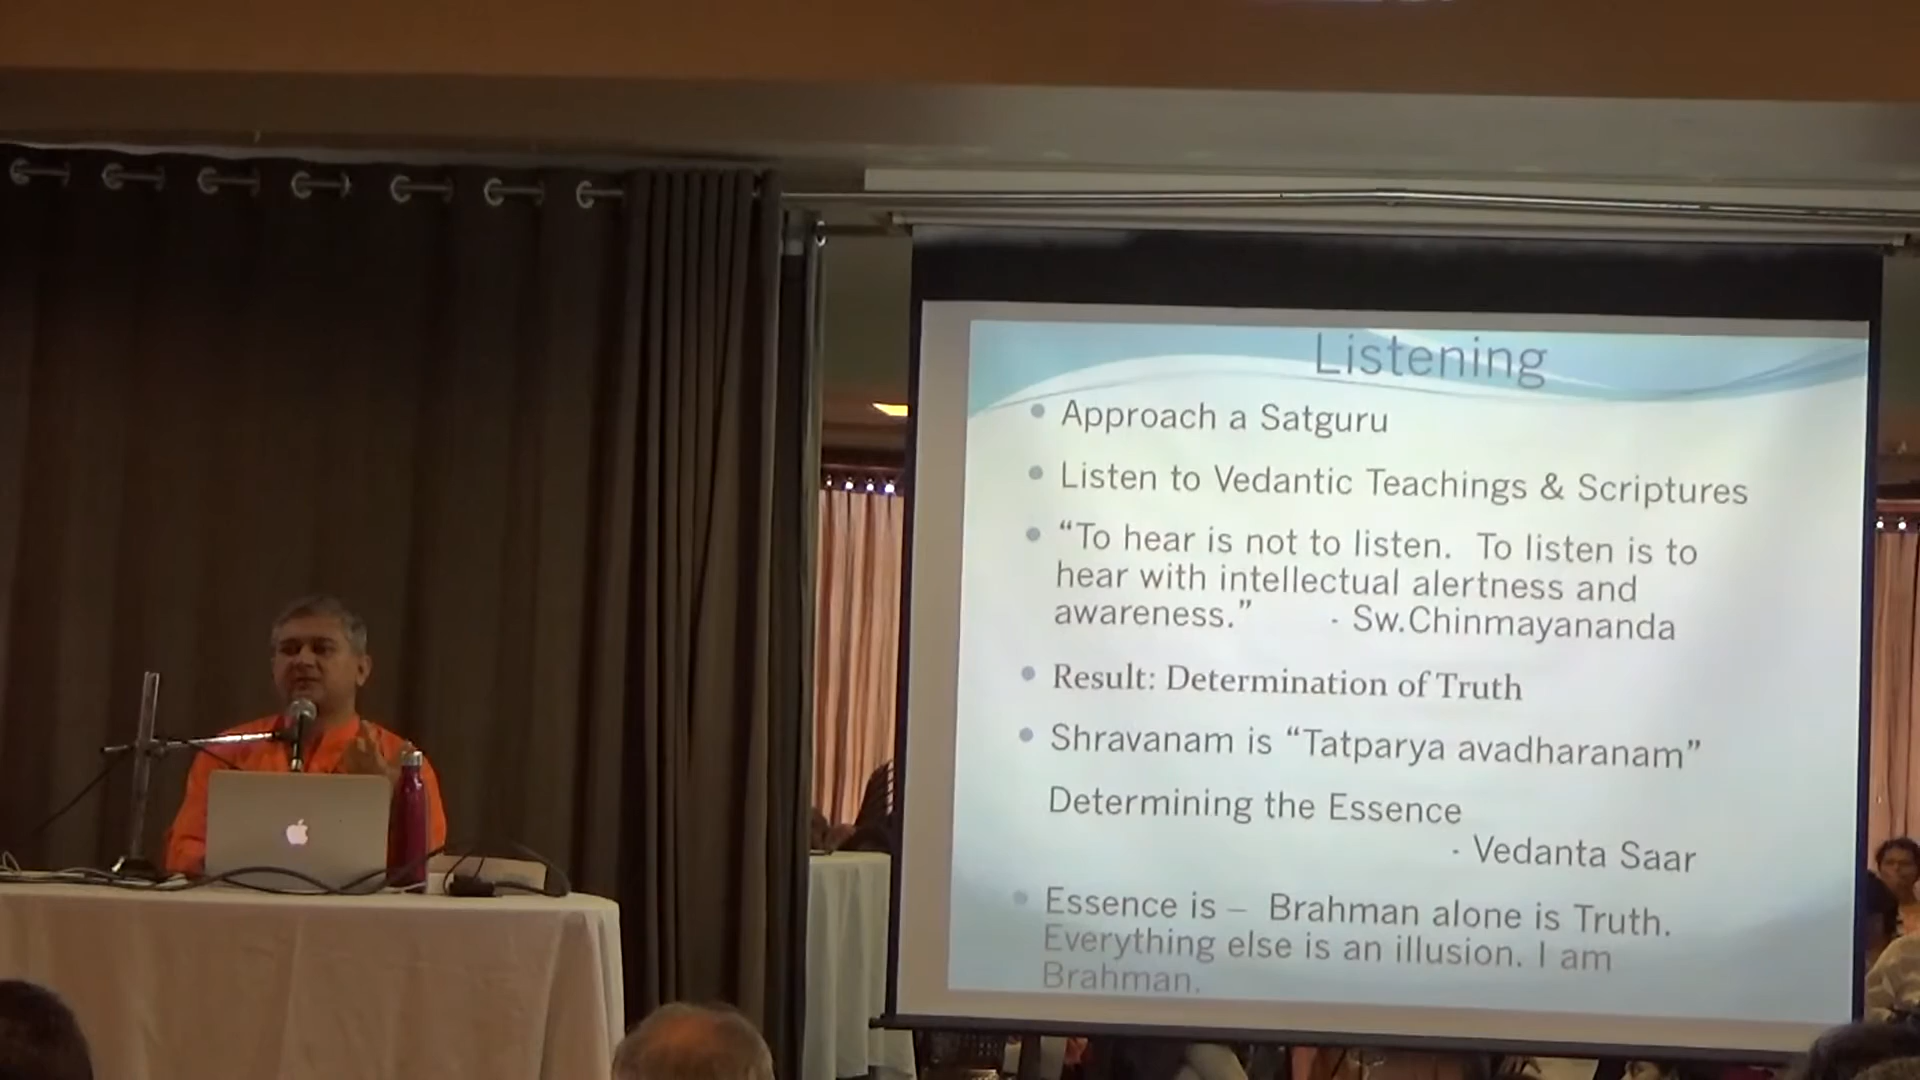 Listening
• Approach a Satguru
• Listen to Vedantic Teachings & Scriptures
• “To hear is not to listen.  To listen is to
hear with intellectual alertness and
awareness.” - Sw.Chinmayananda
• Result: Determination of Truth
• Shravanam is “Tatparya avadharanam”
Determining the Essence
- Vedanta Saar
• Essence is – Brahman alone is Truth.
Everything else is an illusion. I am
Brahman.